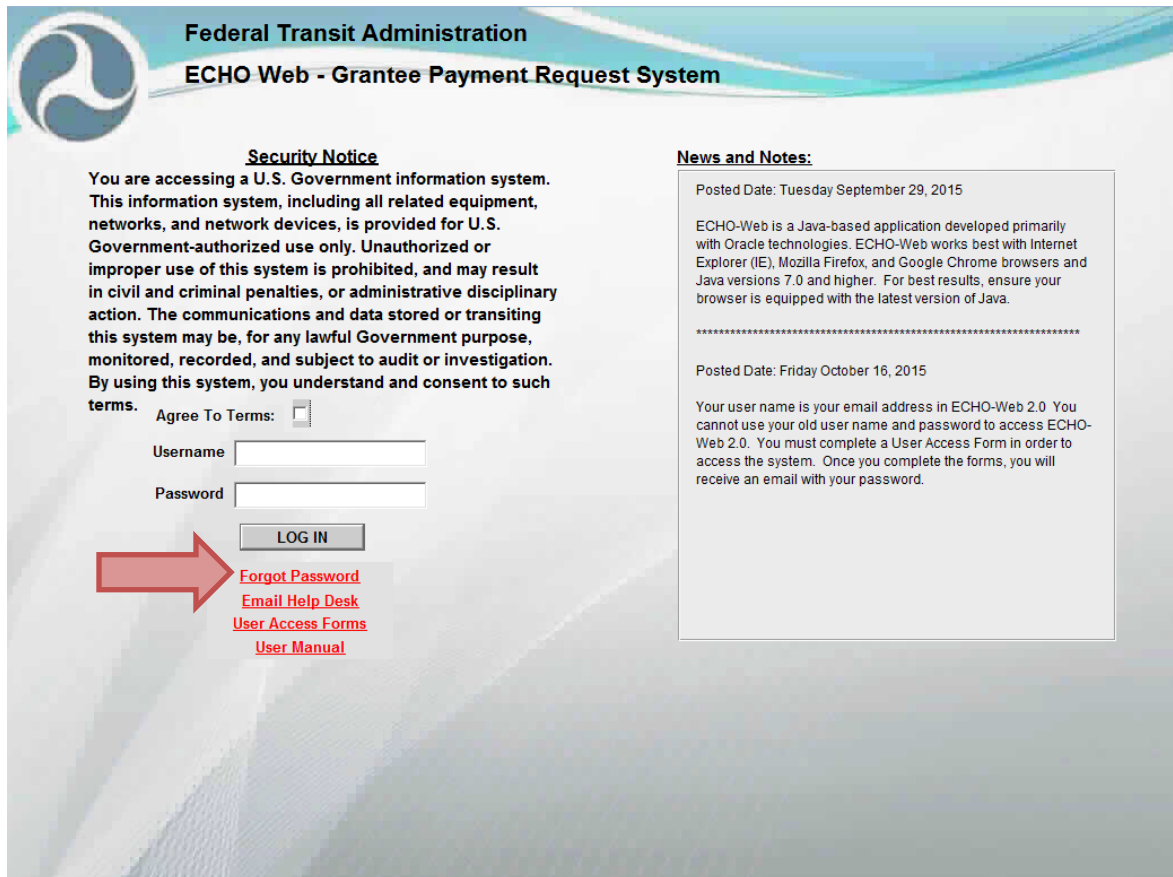 Federal Transit Administration
ECHO Web - Grantee Payment Request System
Security Notice
You are accessing a U.S. Government information system.
This information system, including all related equipment,
networks, and network devices, is provided for U.S.
Government-authorized use only. Unauthorized or
improper use of this system is prohibited, and may result
in civil and criminal penalties, or administrative disciplinary
action. The communications and data stored or transiting
this system may be, for any lawful Government purpose,
monitored, recorded, and subject to audit or investigation.
By using this system, you understand and consent to such
terms.
Agree To Terms:
Username
Password
LOG IN
Forgot Password
Email Help Desk
User Access Forms
User Manual
News and Notes:
Posted Date: Tuesday September 29, 2015
ECHO-Web is a Java-based application developed primarily
with Oracle technologies. ECHO-Web works best with Internet
Explorer (IE), Mozilla Firefox, and Google Chrome browsers and
Java versions 7.0 and higher.  For best results, ensure your
browser is equipped with the latest version of Java.
********************************************************************
Posted Date: Friday October 16, 2015
Your user name is your email address in ECHO-Web 2.0  You
cannot use your old user name and password to access ECHO-
Web 2.0.  You must complete a User Access Form in order to
access the system.  Once you complete the forms, you will
receive an email with your password.